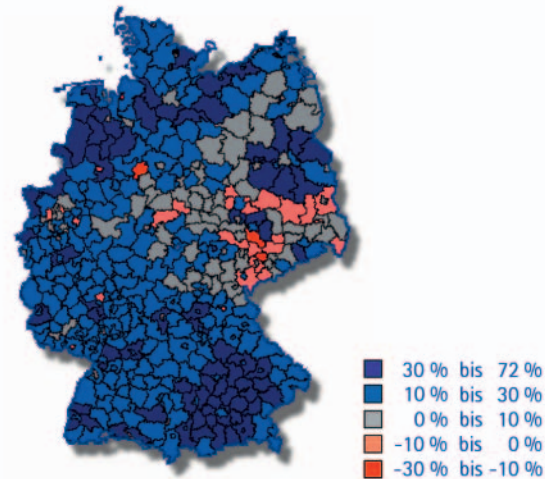 30 % bis 72 %
10 % bis 30 %
0 % bis 10 %
-10 % bis 0 %
-30 % bis -10 %